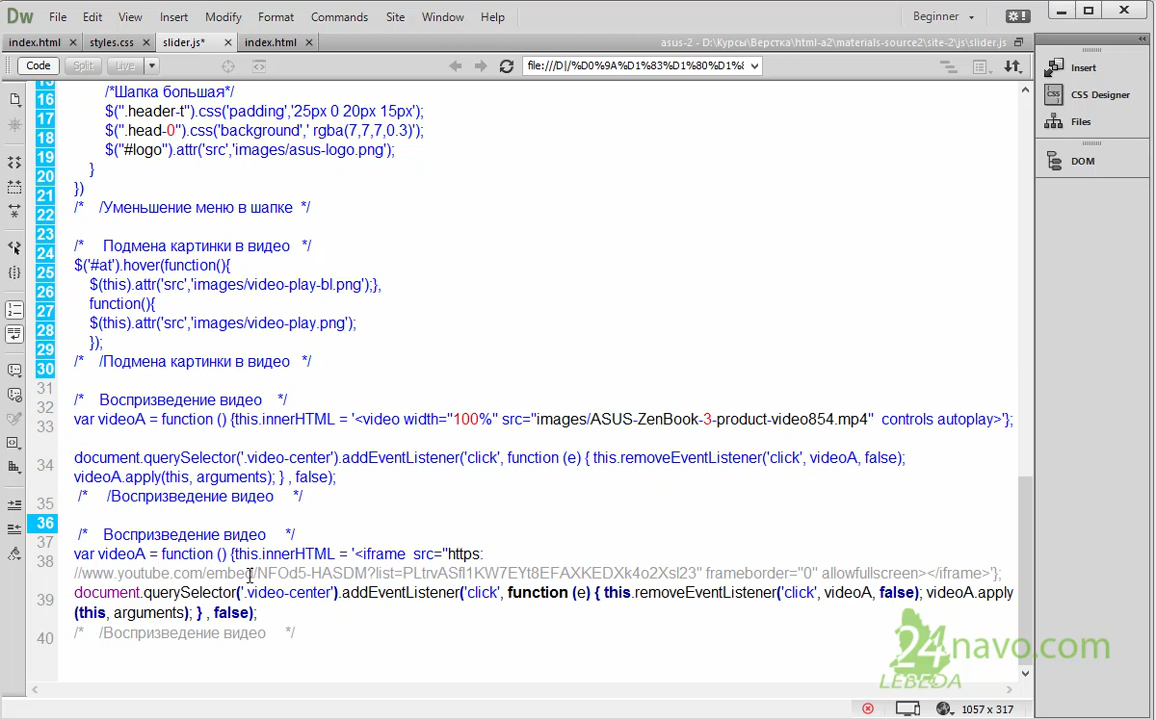 Dw File Edit View Insert Modify Format Commands Site Window Help Beginner
index.html styles.css slider.js* index.html asus-2 - D:\Курсы\Верстка\html-a2\materials-source2\site-2\js\slider.js
Code Split Live file:///D|/%D0%9A%D1%83%D1%80%D1%8
Insert
CSS Designer
Files
DOM
16 /*Шапка большая*/
17 $(".header-t").css('padding','25px 0 20px 15px');
18 $(".head-0").css('background',' rgba(7,7,7,0.3)');
19 $("#logo").attr('src','images/asus-logo.png');
20 }
21 })
22 /* /Уменьшение меню в шапке */
23
24 /* Подмена картинки в видео */
25 $('#at').hover(function(){
26 $(this).attr('src','images/video-play-bl.png');},
27 function(){
28 $(this).attr('src','images/video-play.png');
29 });
30 /* /Подмена картинки в видео */
31
32 /* Воспризведение видео */
33 var videoA = function () {this.innerHTML = '<video width="100%" src="images/ASUS-ZenBook-3-product-video854.mp4" controls autoplay>'};
34 document.querySelector('.video-center').addEventListener('click', function (e) { this.removeEventListener('click', videoA, false);
videoA.apply(this, arguments); } , false);
35 /* /Воспризведение видео */
36
37 /* Воспризведение видео */
38 var videoA = function () {this.innerHTML = '<iframe src="https:
//www.youtube.com/embed/NFOd5-HASDM?list=PLtrvASfl1KW7EYt8EFAXKEDXk4o2Xsl23" frameborder="0" allowfullscreen></iframe>'};
39 document.querySelector('.video-center').addEventListener('click', function (e) { this.removeEventListener('click', videoA, false); videoA.apply
(this, arguments); } , false);
40 /* /Воспризведение видео */
24navo.com
LEBEDA
1057 x 317